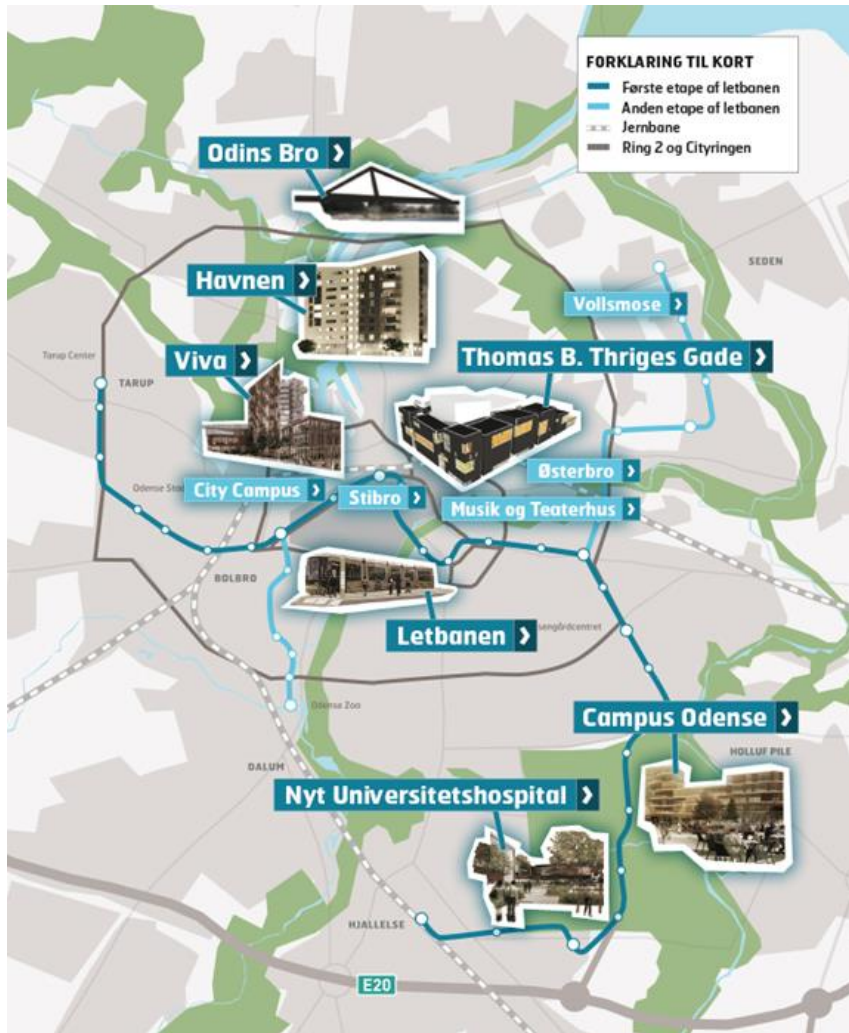 FORKLARING TIL KORT
Første etape af letbanen
Anden etape af letbanen
Jernbane
Ring 2 og Cityringen
Odins Bro
SEDEN
Havnen
Vollsmose
Tarup Center
Viva
Thomas B. Thriges Gade
TARUP
Østerbro
Odense
City Campus
Stibro
Musik og Teaterhus
BOLBRO
Letbanen
sengårdcentret
Odense Zoo
Campus Odense
HOLLUF PILE
DALUM
Nyt Universitetshospital
HJALLELSE
E20